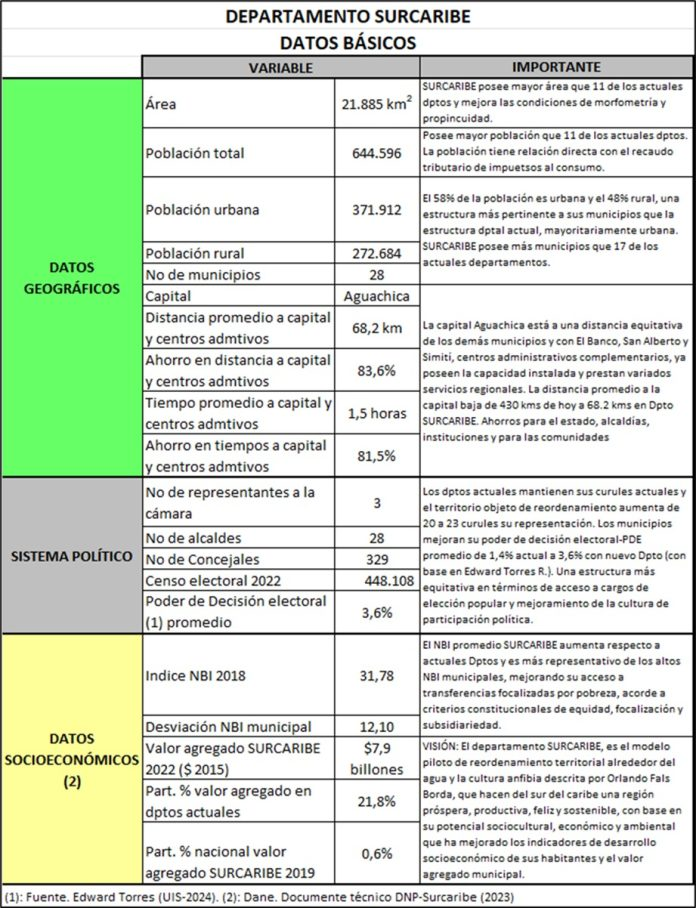 DEPARTAMENTO SURCARIBE
DATOS BÁSICOS
VARIABLE
IMPORTANTE
DATOS
GEOGRÁFICOS
Área
21.885 km2
SURCARIBE posee mayor área que 11 de los actuales
dptos y mejora las condiciones de morfometria y
propincuidad.
Población total
644.596
Posee mayor población que 11 de los actuales dptos.
La población tiene relación directa con el recaudo
tributario de impuetsos al consumo.
Población urbana
371.912
El 58% de la población es urbana y el 48% rural, una
estructura más pertinente a sus municipios que la
estructura dptal actual, mayoritariamente urbana.
SURCARIBE posee más municipios que 17 de los
actuales departamentos.
Población rural
272.684
No de municipios
28
Capital
Aguachica
Distancia promedio a capital
y centros admtivos
68,2 km
Ahorro en distancia a capital
y centros admtivos
83,6%
Tiempo promedio a capital y
centros admtivos
1,5 horas
Ahorro en tiempos a capital
y centros admtivos
81,5%
La capital Aguachica está a una distancia equitativa
de los demás municipios y con El Banco, San Alberto y
Simití, centros administrativos complementarios, ya
poseen la capacidad instalada y prestan variados
servicios regionales. La distancia promedio a la
capital baja de 430 kms de hoy a 68.2 kms en Dpto
SURCARIBE. Ahorros para el estado, alcaldías,
instituciones y para las comunidades
SISTEMA POLÍTICO
No de representantes a la
cámara
3
No de alcaldes
28
No de Concejales
329
Censo electoral 2022
448.108
Poder de Decisión electoral
(1) promedio
3,6%
Los dptos actuales mantienen sus curules actuales y
el territorio objeto de reordenamiento aumenta de
20 a 23 curules su representación. Los municipios
mejoran su poder de decisión electoral-PDE
promedio de 1,4% actual a 3,6% con nuevo Dpto (con
base en Edward Torres R.). Una estructura más
equitativa en términos de acceso a cargos de
elección popular y mejoramiento de la cultura de
participación política.
DATOS
SOCIOECONÓMICOS
(2)
Indice NBI 2018
31,78
El NBI promedio SURCARIBE aumenta respecto a
actuales Dptos y es más representativo de los altos
NBI municipales, mejorando su acceso a
transferencias focalizadas por pobreza, acorde a
criterios constitucionales de equidad, focalización y
subsidiariedad.
Desviación NBI municipal
12,10
Valor agregado SURCARIBE
2022 ($ 2015)
$7,9
billones
Part. % valor agregado en
dptos actuales
21,8%
Part. % nacional valor
agregado SURCARIBE 2019
0,6%
VISIÓN: El departamento SURCARIBE, es el modelo
piloto de reordenamiento territorial alrededor del
agua y la cultura anfibia descrita por Orlando Fals
Borda, que hacen del sur del caribe una región
próspera, productiva, feliz y sostenible, con base en
su potencial sociocultural, económico y ambiental
que ha mejorado los indicadores de desarrollo
socioeconómico de sus habitantes y el valor
agregado municipal.
(1): Fuente. Edward Torres (UIS-2024). (2): Dane. Documente técnico DNP-Surcaribe (2023)